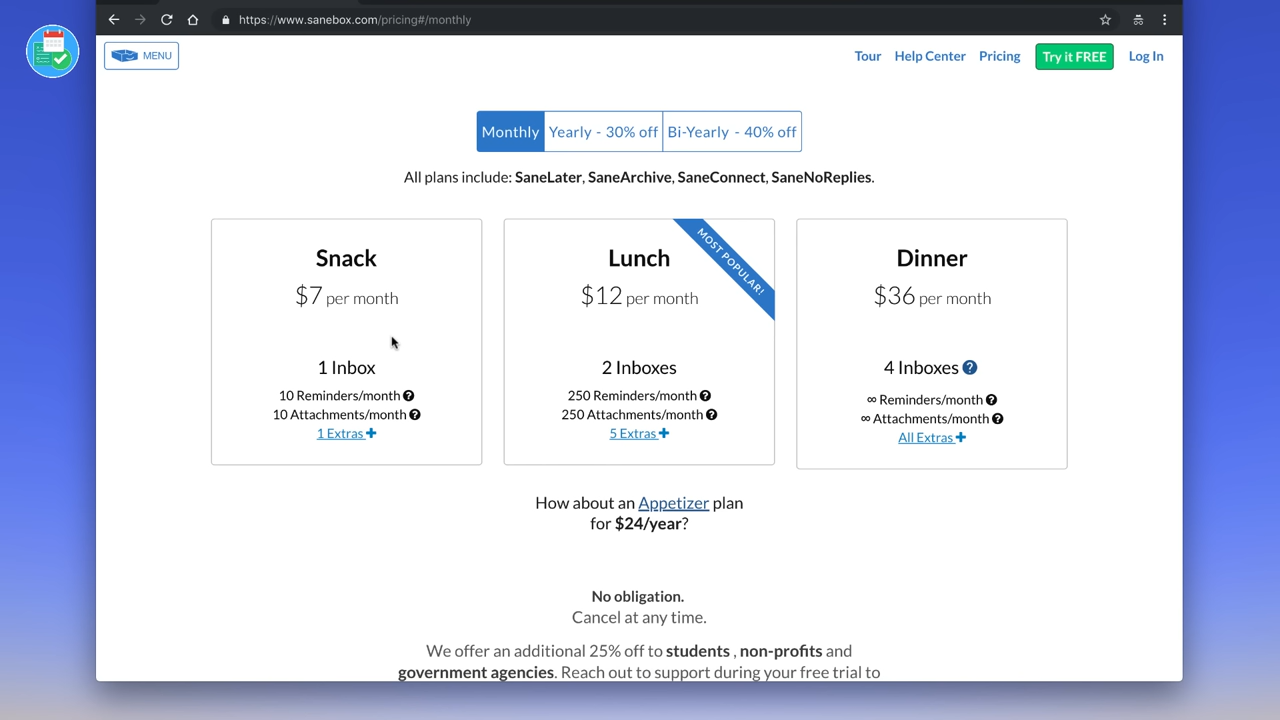 https://www.sanebox.com/pricing#/monthly
MENU
Tour Help Center Pricing Try it FREE Log In
Monthly Yearly - 30% off Bi-Yearly - 40% off
All plans include: SaneLater, SaneArchive, SaneConnect, SaneNoReplies.
Snack
$7 per month
1 Inbox
10 Reminders/month ?
10 Attachments/month ?
1 Extras +
MOST POPULAR!
Lunch
$12 per month
2 Inboxes
250 Reminders/month ?
250 Attachments/month ?
5 Extras +
Dinner
$36 per month
4 Inboxes ?
∞ Reminders/month ?
∞ Attachments/month ?
All Extras +
How about an Appetizer plan
for $24/year?
No obligation.
Cancel at any time.
We offer an additional 25% off to students , non-profits and
government agencies. Reach out to support during your free trial to